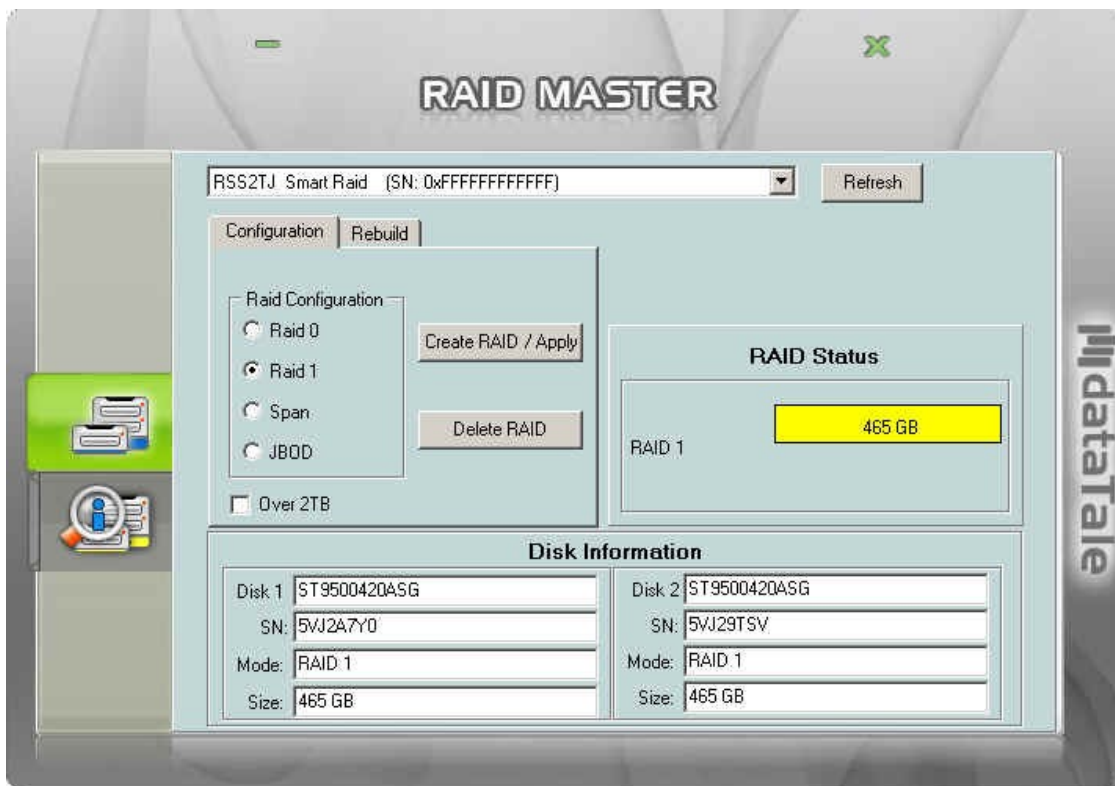 RAID MASTER
RSS2TJ Smart Raid (SN: 0xFFFFFFFFFFFF)
Refresh
Configuration
Rebuild
Raid Configuration
Raid 0
Raid 1
Span
JBOD
Create RAID / Apply
Delete RAID
Over 2TB
RAID Status
RAID 1
465 GB
Disk Information
Disk 1 ST9500420ASG
SN: 5VJ2A7Y0
Mode: RAID 1
Size: 465 GB
Disk 2 ST9500420ASG
SN: 5VJ29TSV
Mode: RAID 1
Size: 465 GB
dataTale